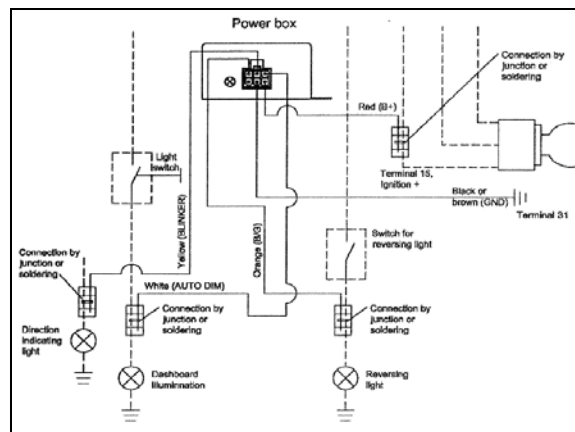 Power box
Connection by
junction or
soldering
Red (B+)
Terminal 15,
Ignition +
Black or
brown (GND)
Terminal 31
Light
switch
Yellow (BLINKER)
Orange (B/G)
Switch for
reversing light
Connection by
junction or
soldering
White (AUTO DIM)
Direction
indicating
light
Connection by
junction or
soldering
Connection by
junction or
soldering
Dashboard
Illuminnation
Reversing
light